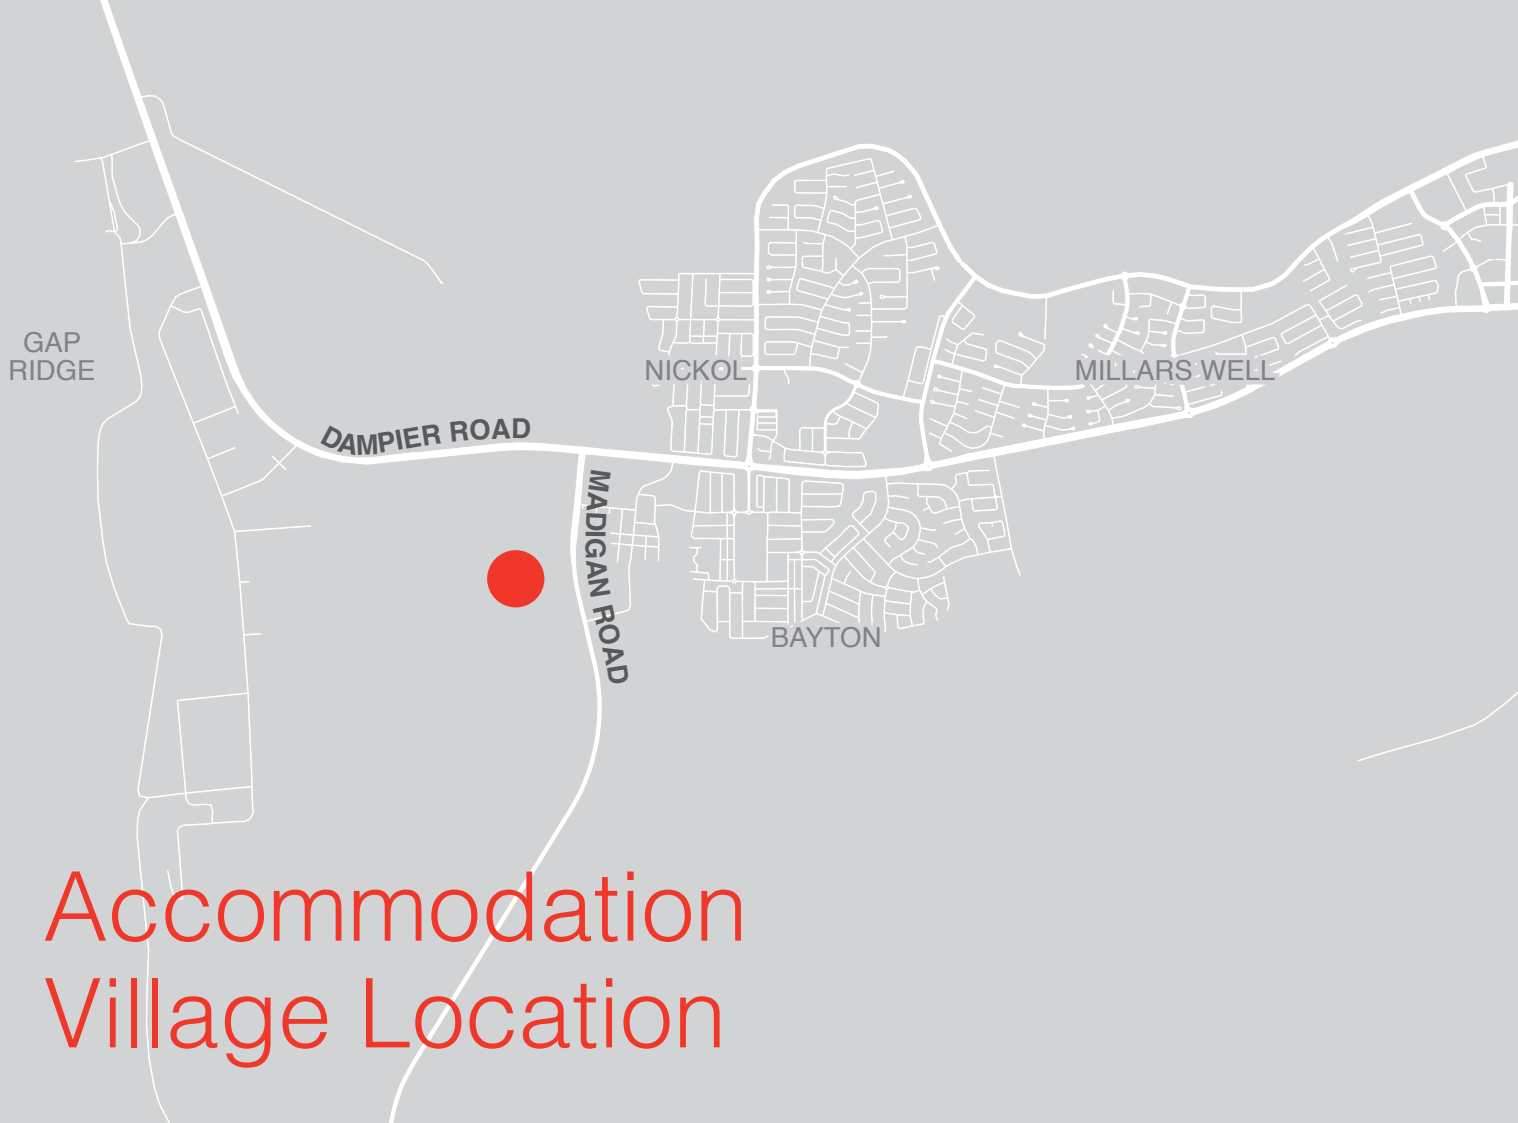 GAP
RIDGE
NICKOL
MILLARS WELL
DAMPIER ROAD
MADIGAN ROAD
BAYTON
Accommodation
Village Location